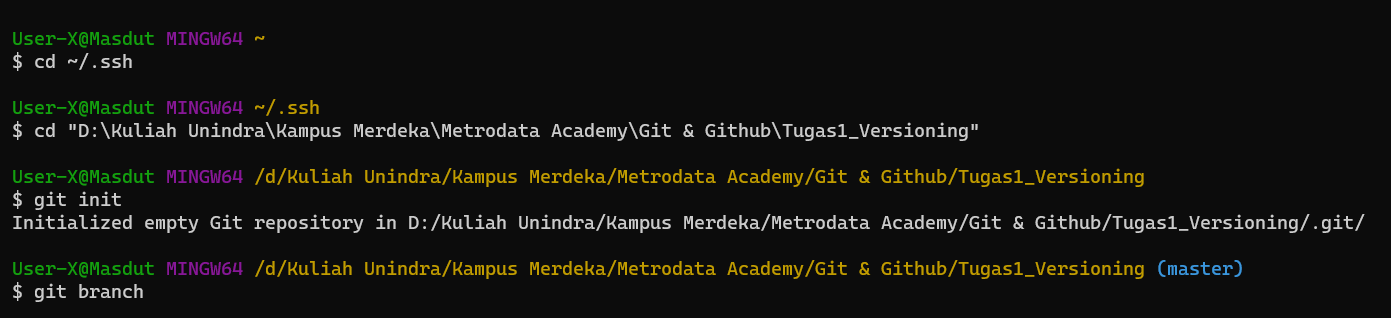 User-X@Masdut MINGW64 ~
$ cd ~/.ssh
User-X@Masdut MINGW64 ~/.ssh
$ cd "D:\Kuliah Unindra\Kampus Merdeka\Metrodata Academy\Git & Github\Tugas1_Versioning"
User-X@Masdut MINGW64 /d/Kuliah Unindra/Kampus Merdeka/Metrodata Academy/Git & Github/Tugas1_Versioning
$ git init
Initialized empty Git repository in D:/Kuliah Unindra/Kampus Merdeka/Metrodata Academy/Git & Github/Tugas1_Versioning/.git/
User-X@Masdut MINGW64 /d/Kuliah Unindra/Kampus Merdeka/Metrodata Academy/Git & Github/Tugas1_Versioning (master)
$ git branch